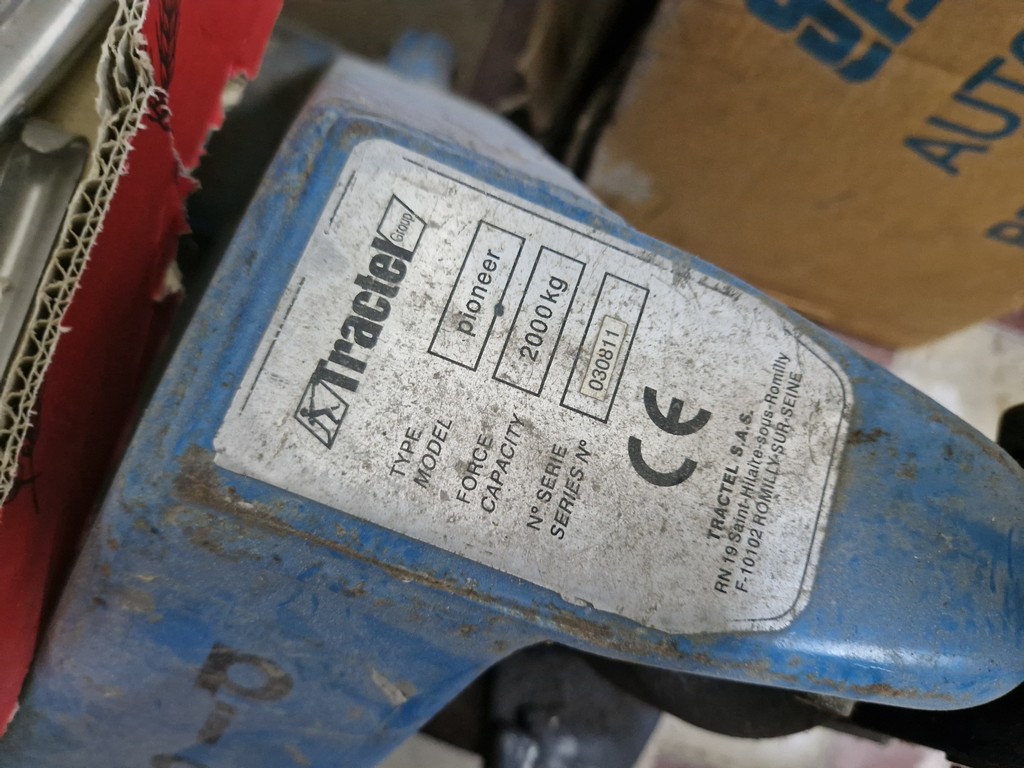 Tractel Group
TYPE pioneer
MODEL
FORCE 2000 kg
CAPACITY
N° SERIE 030811
SERIES N°
CE
TRACTEL S.A.S.
RN 19 Saint-Hilaite-sous-Romilly
F-10102 ROMILLY-SUR-SEINE
p
AUTO